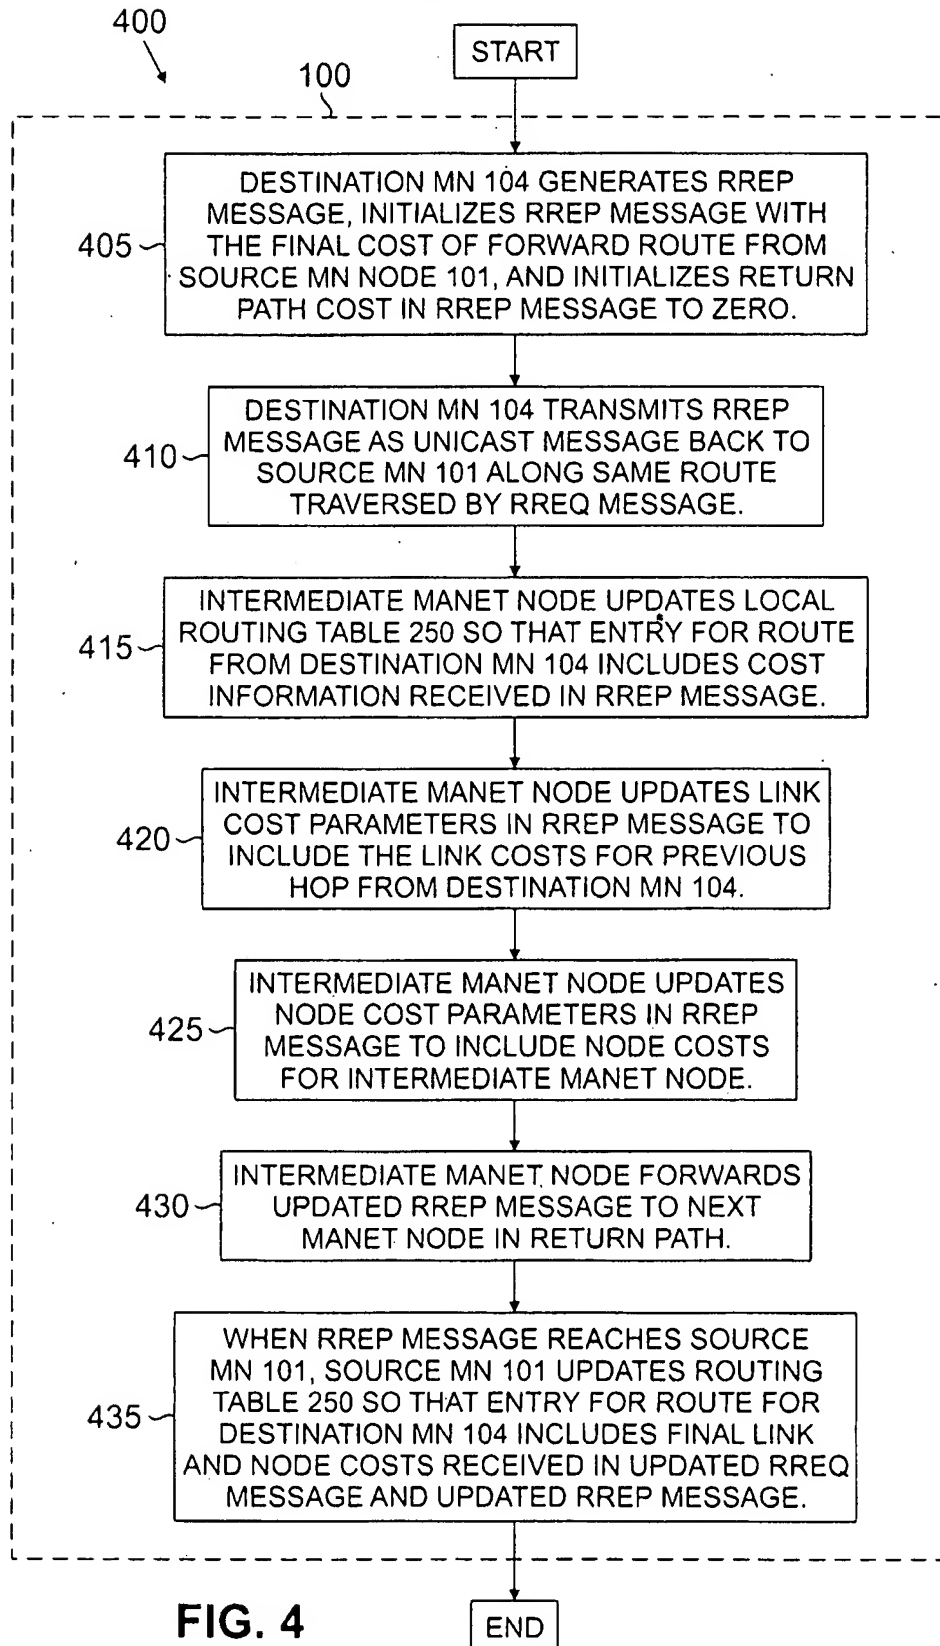 400
START
100
405
DESTINATION MN 104 GENERATES RREP
MESSAGE, INITIALIZES RREP MESSAGE WITH
THE FINAL COST OF FORWARD ROUTE FROM
SOURCE MN NODE 101, AND INITIALIZES RETURN
PATH COST IN RREP MESSAGE TO ZERO.
410
DESTINATION MN 104 TRANSMITS RREP
MESSAGE AS UNICAST MESSAGE BACK TO
SOURCE MN 101 ALONG SAME ROUTE
TRAVERSED BY RREQ MESSAGE.
415
INTERMEDIATE MANET NODE UPDATES LOCAL
ROUTING TABLE 250 SO THAT ENTRY FOR ROUTE
FROM DESTINATION MN 104 INCLUDES COST
INFORMATION RECEIVED IN RREP MESSAGE.
420
INTERMEDIATE MANET NODE UPDATES LINK
COST PARAMETERS IN RREP MESSAGE TO
INCLUDE THE LINK COSTS FOR PREVIOUS
HOP FROM DESTINATION MN 104.
425
INTERMEDIATE MANET NODE UPDATES
NODE COST PARAMETERS IN RREP
MESSAGE TO INCLUDE NODE COSTS
FOR INTERMEDIATE MANET NODE.
430
INTERMEDIATE MANET NODE FORWARDS
UPDATED RREP MESSAGE TO NEXT
MANET NODE IN RETURN PATH.
435
WHEN RREP MESSAGE REACHES SOURCE
MN 101, SOURCE MN 101 UPDATES ROUTING
TABLE 250 SO THAT ENTRY FOR ROUTE FOR
DESTINATION MN 104 INCLUDES FINAL LINK
AND NODE COSTS RECEIVED IN UPDATED RREQ
MESSAGE AND UPDATED RREP MESSAGE.
FIG. 4
END